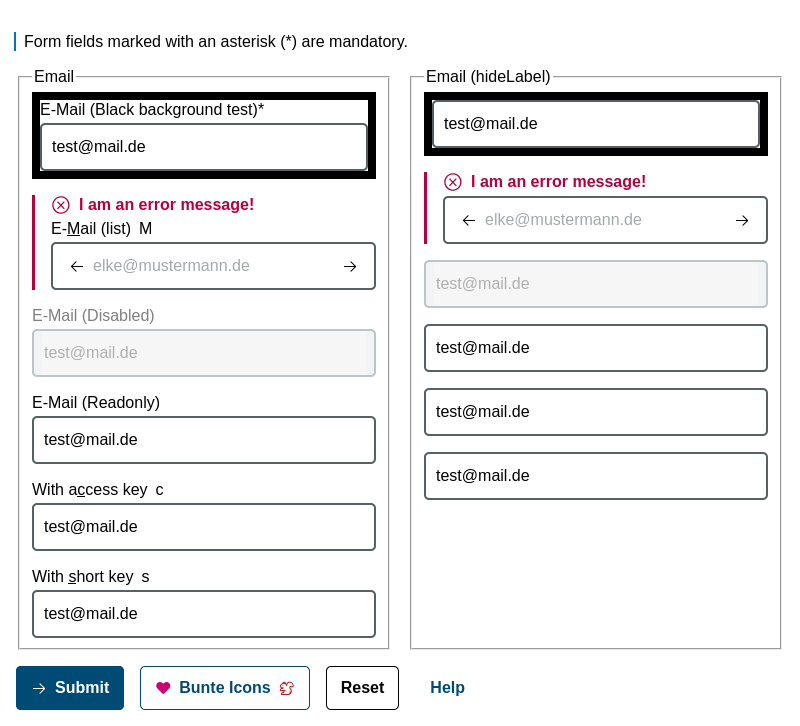 Form fields marked with an asterisk (*) are mandatory.
Email
E-Mail (Black background test)*
test@mail.de
I am an error message!
E-Mail (list) M
elke@mustermann.de
E-Mail (Disabled)
test@mail.de
E-Mail (Readonly)
test@mail.de
With access key c
test@mail.de
With short key s
test@mail.de
Email (hideLabel)
test@mail.de
I am an error message!
elke@mustermann.de
test@mail.de
test@mail.de
test@mail.de
test@mail.de
Submit Bunte Icons Reset Help